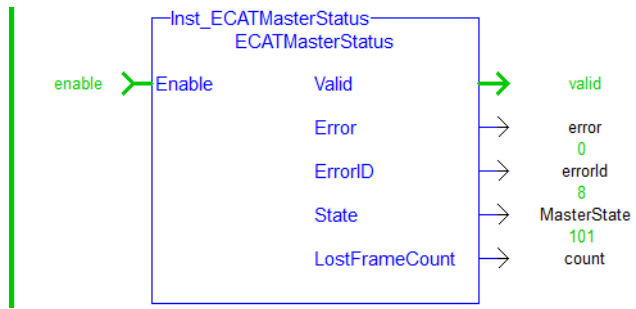 Inst_ECATMasterStatus
ECATMasterStatus
enable Enable Valid valid
Error error
0
ErrorID errorId
8
State MasterState
101
LostFrameCount count